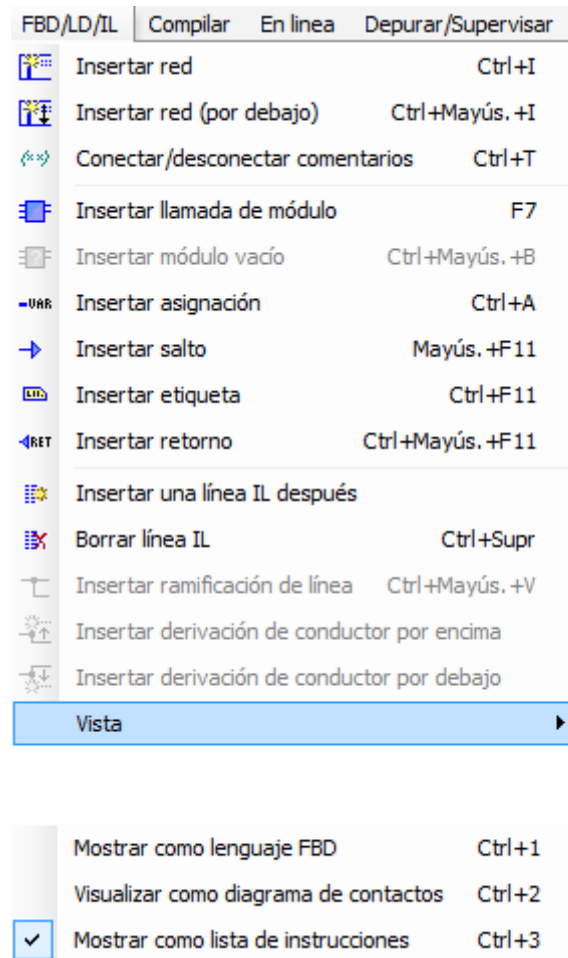 FBD/LD/IL Compilar En linea Depurar/Supervisar
Insertar red Ctrl+I
Insertar red (por debajo) Ctrl+Mayús.+I
Conectar/desconectar comentarios Ctrl+T
Insertar llamada de módulo F7
Insertar módulo vacío Ctrl+Mayús.+B
VAR Insertar asignación Ctrl+A
Insertar salto Mayús.+F11
Insertar etiqueta Ctrl+F11
RET Insertar retorno Ctrl+Mayús.+F11
Insertar una línea IL después
Borrar línea IL Ctrl+Supr
Insertar ramificación de línea Ctrl+Mayús.+V
Insertar derivación de conductor por encima
Insertar derivación de conductor por debajo
Vista
Mostrar como lenguaje FBD Ctrl+1
Visualizar como diagrama de contactos Ctrl+2
Mostrar como lista de instrucciones Ctrl+3